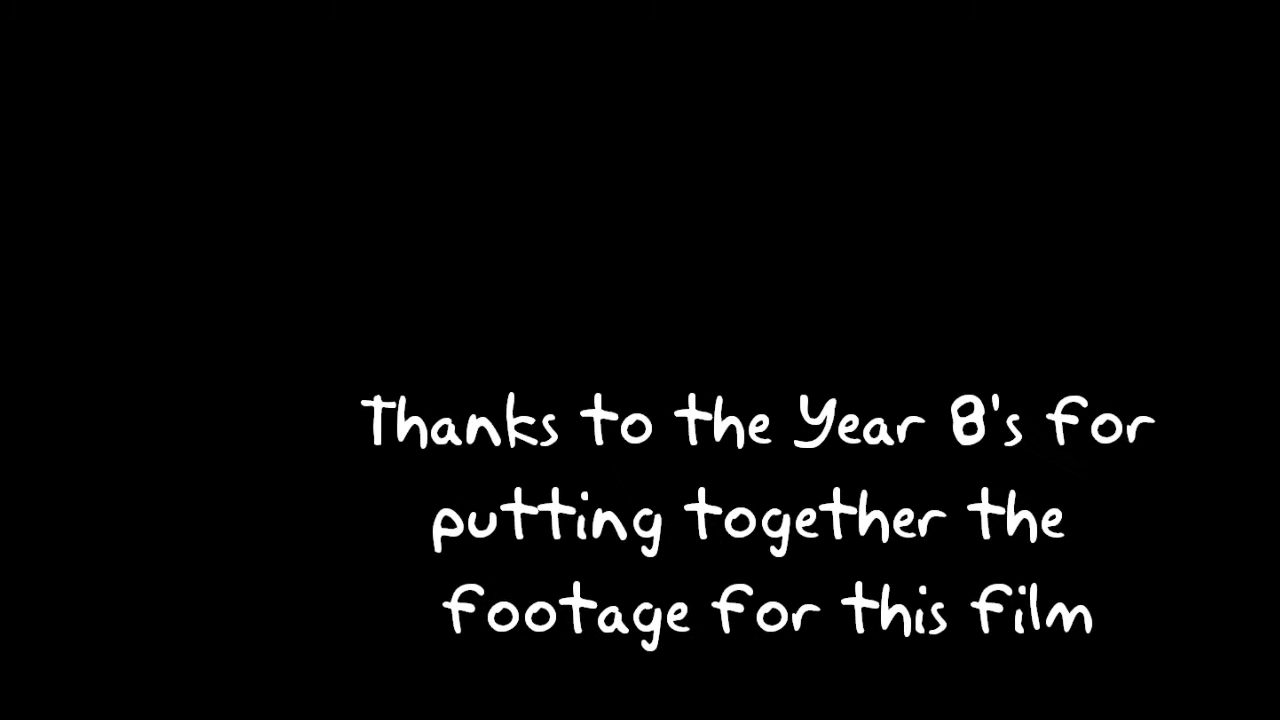 Thanks to the Year 8's for
putting together the
footage for this film